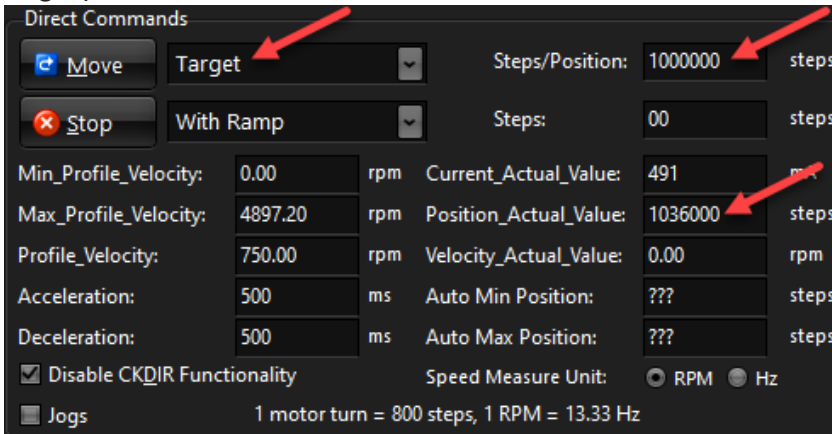 Direct Commands
Move Target Steps/Position: 1000000 steps
Stop With Ramp Steps: 00 steps
Min_Profile_Velocity: 0.00 rpm Current_Actual_Value: 491 mA
Max_Profile_Velocity: 4897.20 rpm Position_Actual_Value: 1036000 steps
Profile_Velocity: 750.00 rpm Velocity_Actual_Value: 0.00 rpm
Acceleration: 500 ms Auto Min Position: ??? steps
Deceleration: 500 ms Auto Max Position: ??? steps
Disable CKDIR Functionality Speed Measure Unit: RPM Hz
Jogs 1 motor turn = 800 steps, 1 RPM = 13.33 Hz